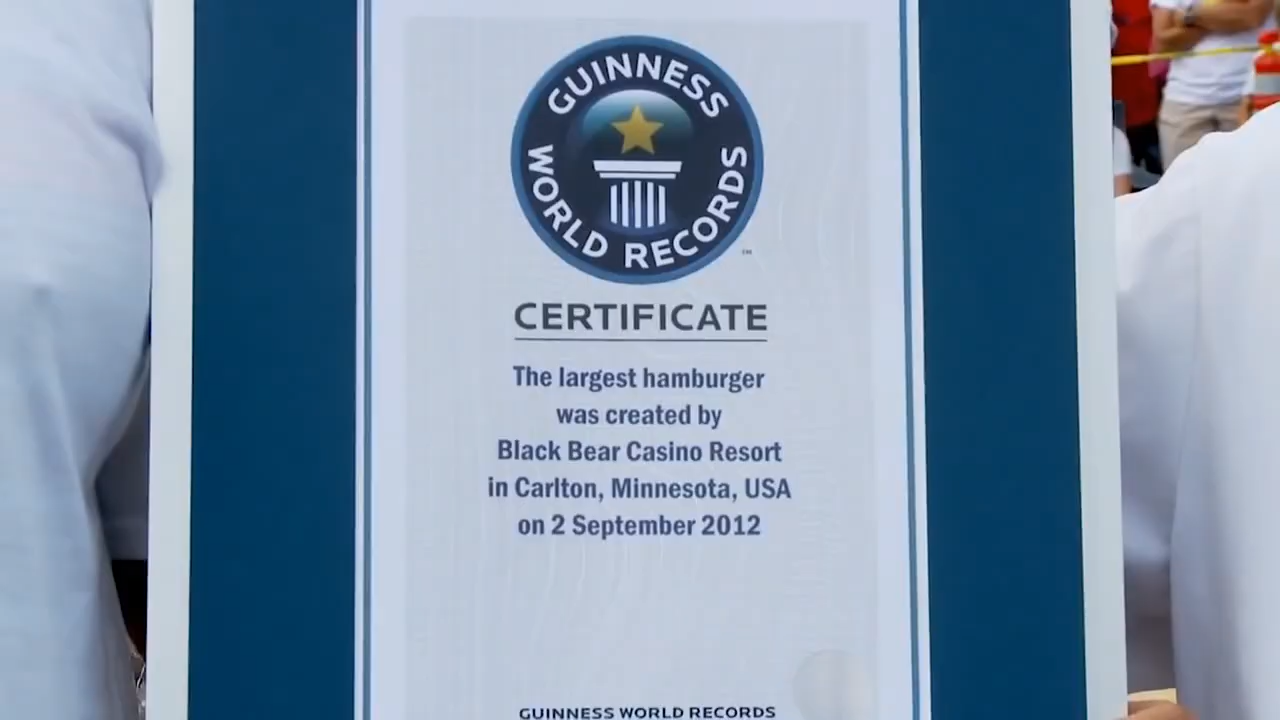 GUINNESS
WORLD RECORDS
™
CERTIFICATE
The largest hamburger
was created by
Black Bear Casino Resort
in Carlton, Minnesota, USA
on 2 September 2012
GUINNESS WORLD RECORDS